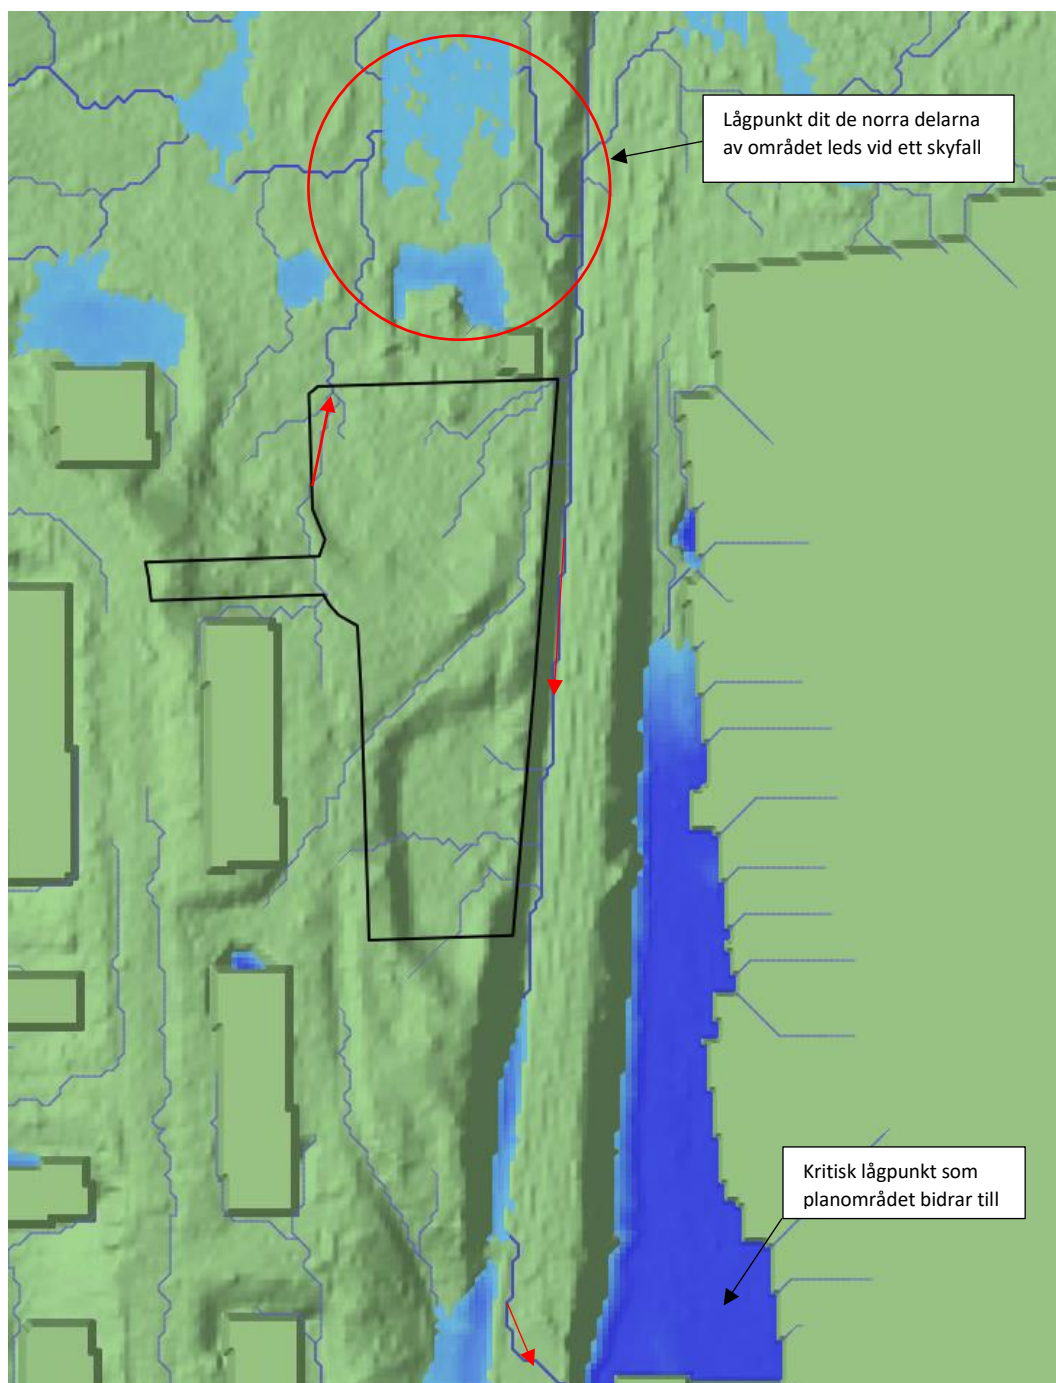 Lågpunkt dit de norra delarna
av området leds vid ett skyfall
Kritisk lågpunkt som
planområdet bidrar till